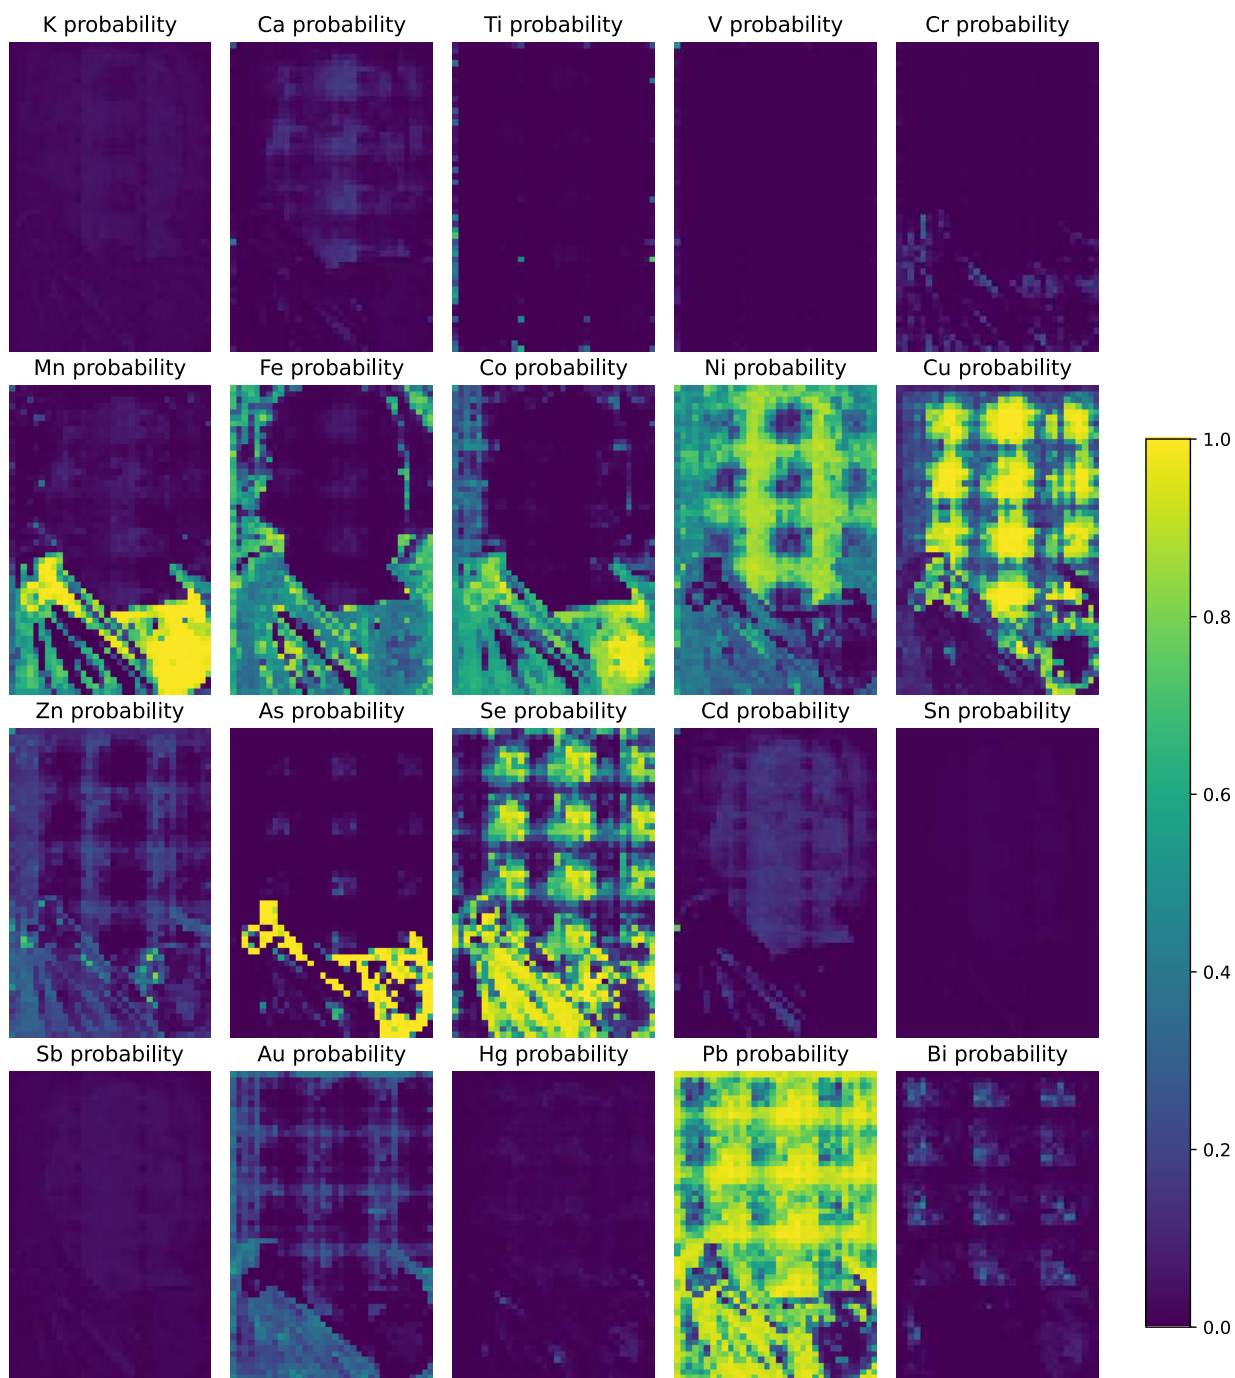 K probability Ca probability Ti probability V probability Cr probability
Mn probability Fe probability Co probability Ni probability Cu probability
1.0
0.8
Zn probability As probability Se probability Cd probability Sn probability
0.6
0.4
Sb probability Au probability Hg probability Pb probability Bi probability
0.2
0.0